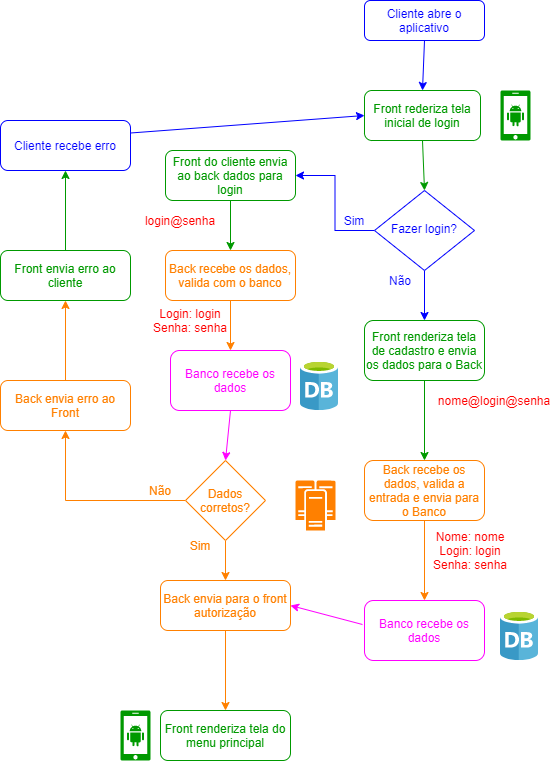 Cliente abre o
aplicativo
Front rederiza tela
inicial de login
Cliente recebe erro
Front do cliente envia
ao back dados para
login
Fazer login?
Sim
Não
login@senha
Back recebe os dados,
valida com o banco
Front envia erro ao
cliente
Login: login
Senha: senha
Front renderiza tela
de cadastro e envia
os dados para o Back
Banco recebe os
dados
DB
Back envia erro ao
Front
nome@login@senha
Não
Dados
corretos?
Back recebe os
dados, valida a
entrada e envia para
o Banco
Sim
Nome: nome
Login: login
Senha: senha
Back envia para o front
autorização
Banco recebe os
dados
DB
Front renderiza tela do
menu principal